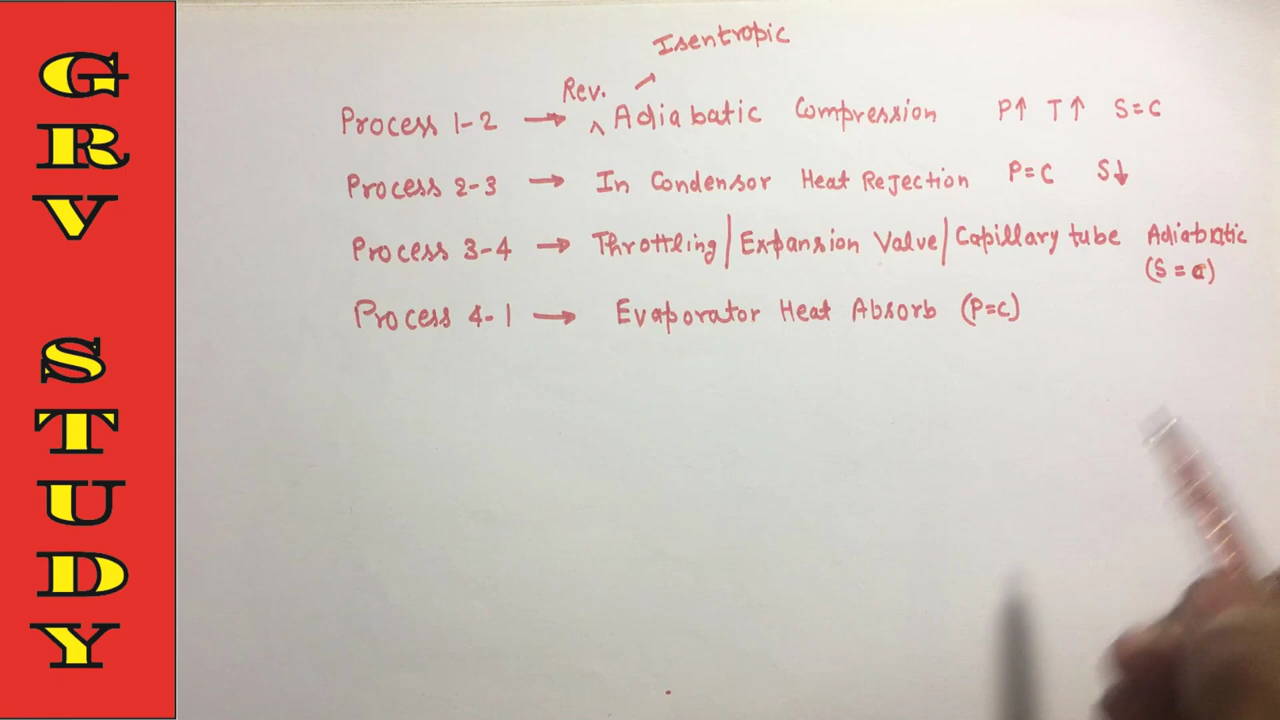 GRV
STUDY
Isentropic
Rev.
Process 1-2 → ^ Adiabatic Compression P↑ T↑ S=C
Process 2-3 → In Condensor Heat Rejection P=C S↓
Process 3-4 → Throttling/Expansion Valve/Capillary tube Adiabatic
Process 4-1 → Evaporator Heat Absorb (P=C)